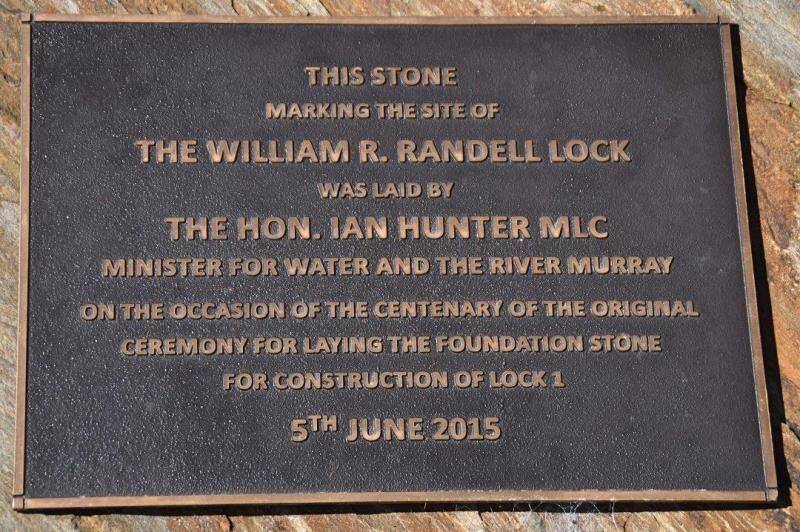 THIS STONE
MARKING THE SITE OF
THE WILLIAM R. RANDELL LOCK
WAS LAID BY
THE HON. IAN HUNTER MLC
MINISTER FOR WATER AND THE RIVER MURRAY
ON THE OCCASION OF THE CENTENARY OF THE ORIGINAL
CEREMONY FOR LAYING THE FOUNDATION STONE
FOR CONSTRUCTION OF LOCK 1
5TH JUNE 2015